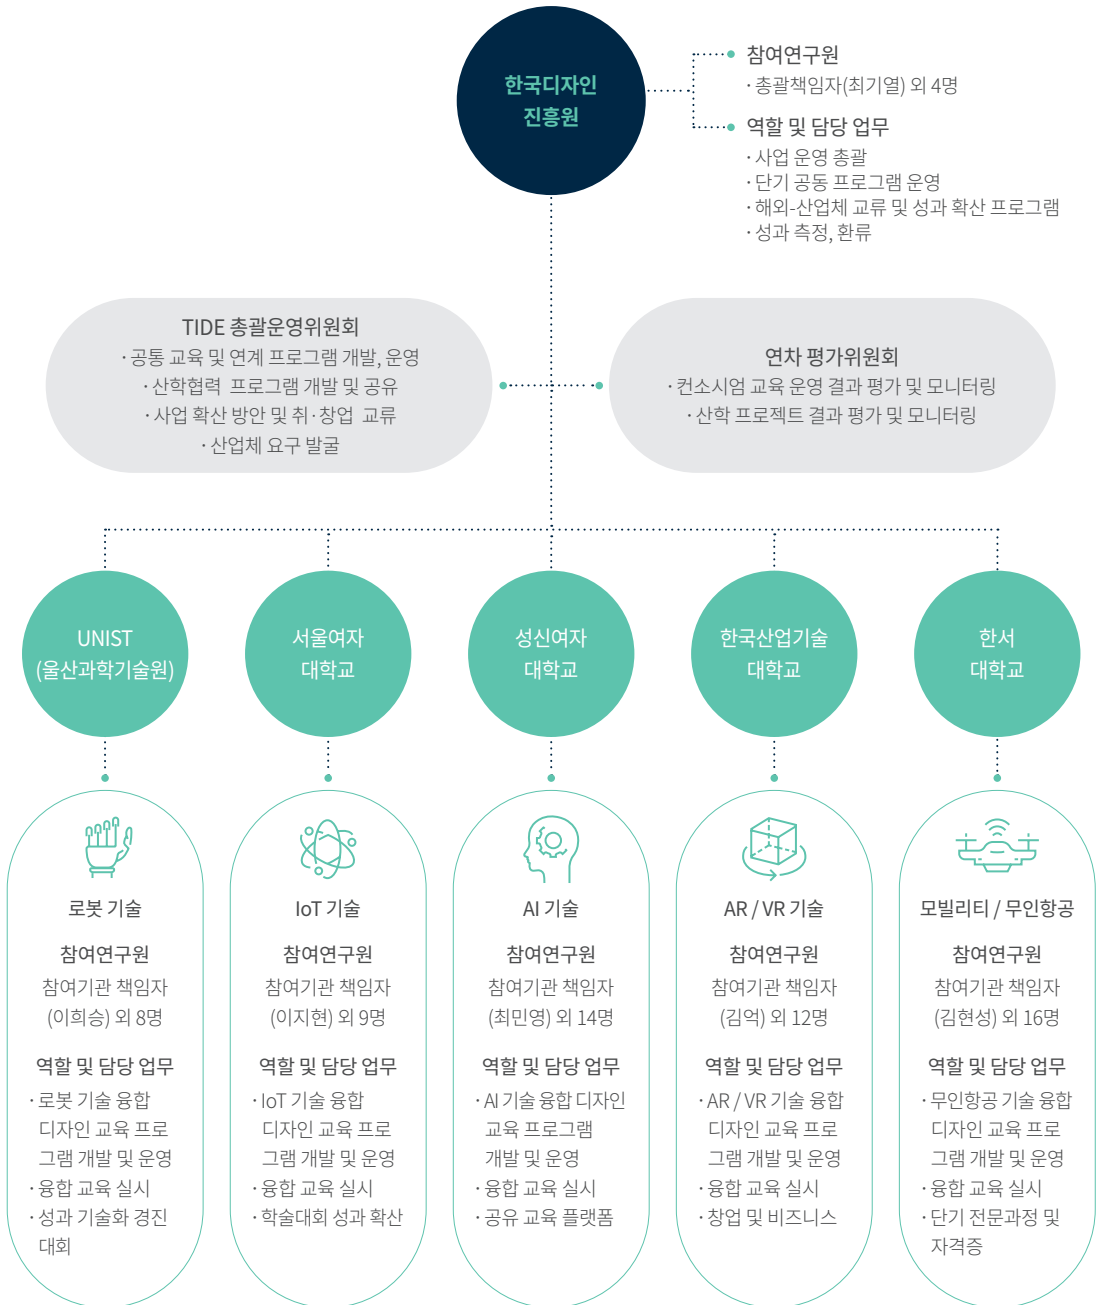 한국디자인
진흥원
참여연구원
· 총괄책임자(최기열) 외 4명
역할 및 담당 업무
· 사업 운영 총괄
· 단기 공동 프로그램 운영
· 해외-산업체 교류 및 성과 확산 프로그램
· 성과 측정, 환류
TIDE 총괄운영위원회
· 공통 교육 및 연계 프로그램 개발, 운영
· 산학협력 프로그램 개발 및 공유
· 사업 확산 방안 및 취·창업 교류
· 산업체 요구 발굴
연차 평가위원회
· 컨소시엄 교육 운영 결과 평가 및 모니터링
· 산학 프로젝트 결과 평가 및 모니터링
UNIST
(울산과학기술원)
로봇 기술
참여연구원
참여기관 책임자
(이희승) 외 8명
역할 및 담당 업무
· 로봇 기술 융합
디자인 교육 프로
그램 개발 및 운영
· 융합 교육 실시
· 성과 기술화 경진
대회
서울여자
대학교
IoT 기술
참여연구원
참여기관 책임자
(이지현) 외 9명
역할 및 담당 업무
· IoT 기술 융합
디자인 교육 프로
그램 개발 및 운영
· 융합 교육 실시
· 학술대회 성과 확산
성신여자
대학교
AI 기술
참여연구원
참여기관 책임자
(최민영) 외 14명
역할 및 담당 업무
· AI 기술 융합 디자인
교육 프로그램
개발 및 운영
· 융합 교육 실시
· 공유 교육 플랫폼
한국산업기술
대학교
AR / VR 기술
참여연구원
참여기관 책임자
(김억) 외 12명
역할 및 담당 업무
· AR / VR 기술 융합
디자인 교육 프로
그램 개발 및 운영
· 융합 교육 실시
· 창업 및 비즈니스
한서
대학교
모빌리티 / 무인항공
참여연구원
참여기관 책임자
(김현성) 외 16명
역할 및 담당 업무
· 무인항공 기술 융합
디자인 교육 프로
그램 개발 및 운영
· 융합 교육 실시
· 단기 전문과정 및
자격증